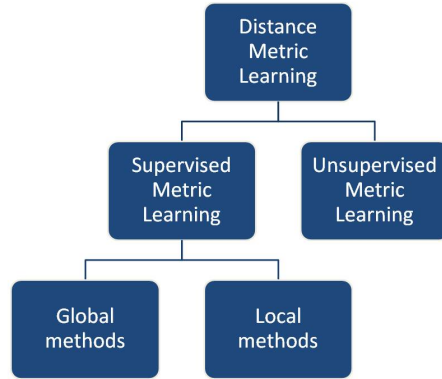 Distance
Metric
Learning
Supervised
Metric
Learning
Unsupervised
Metric
Learning
Global
methods
Local
methods